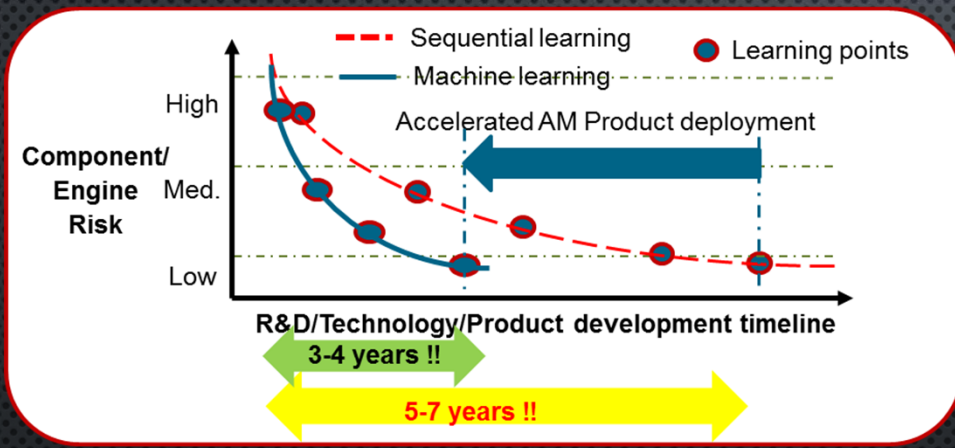 Sequential learning
Learning points
Machine learning
High
Accelerated AM Product deployment
Component/
Engine
Risk
Med.
Low
R&D/Technology/Product development timeline
3-4 years !!
5-7 years !!